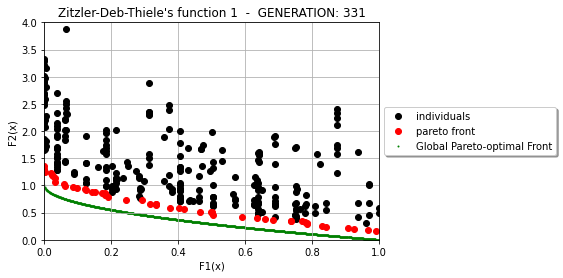 Zitzler-Deb-Thiele's function 1 - GENERATION: 331
4.0
3.5
3.0
2.5
2.0
1.5
1.0
0.5
0.0
F2(x)
0.0 0.2 0.4 0.6 0.8 1.0
F1(x)
individuals
pareto front
Global Pareto-optimal Front